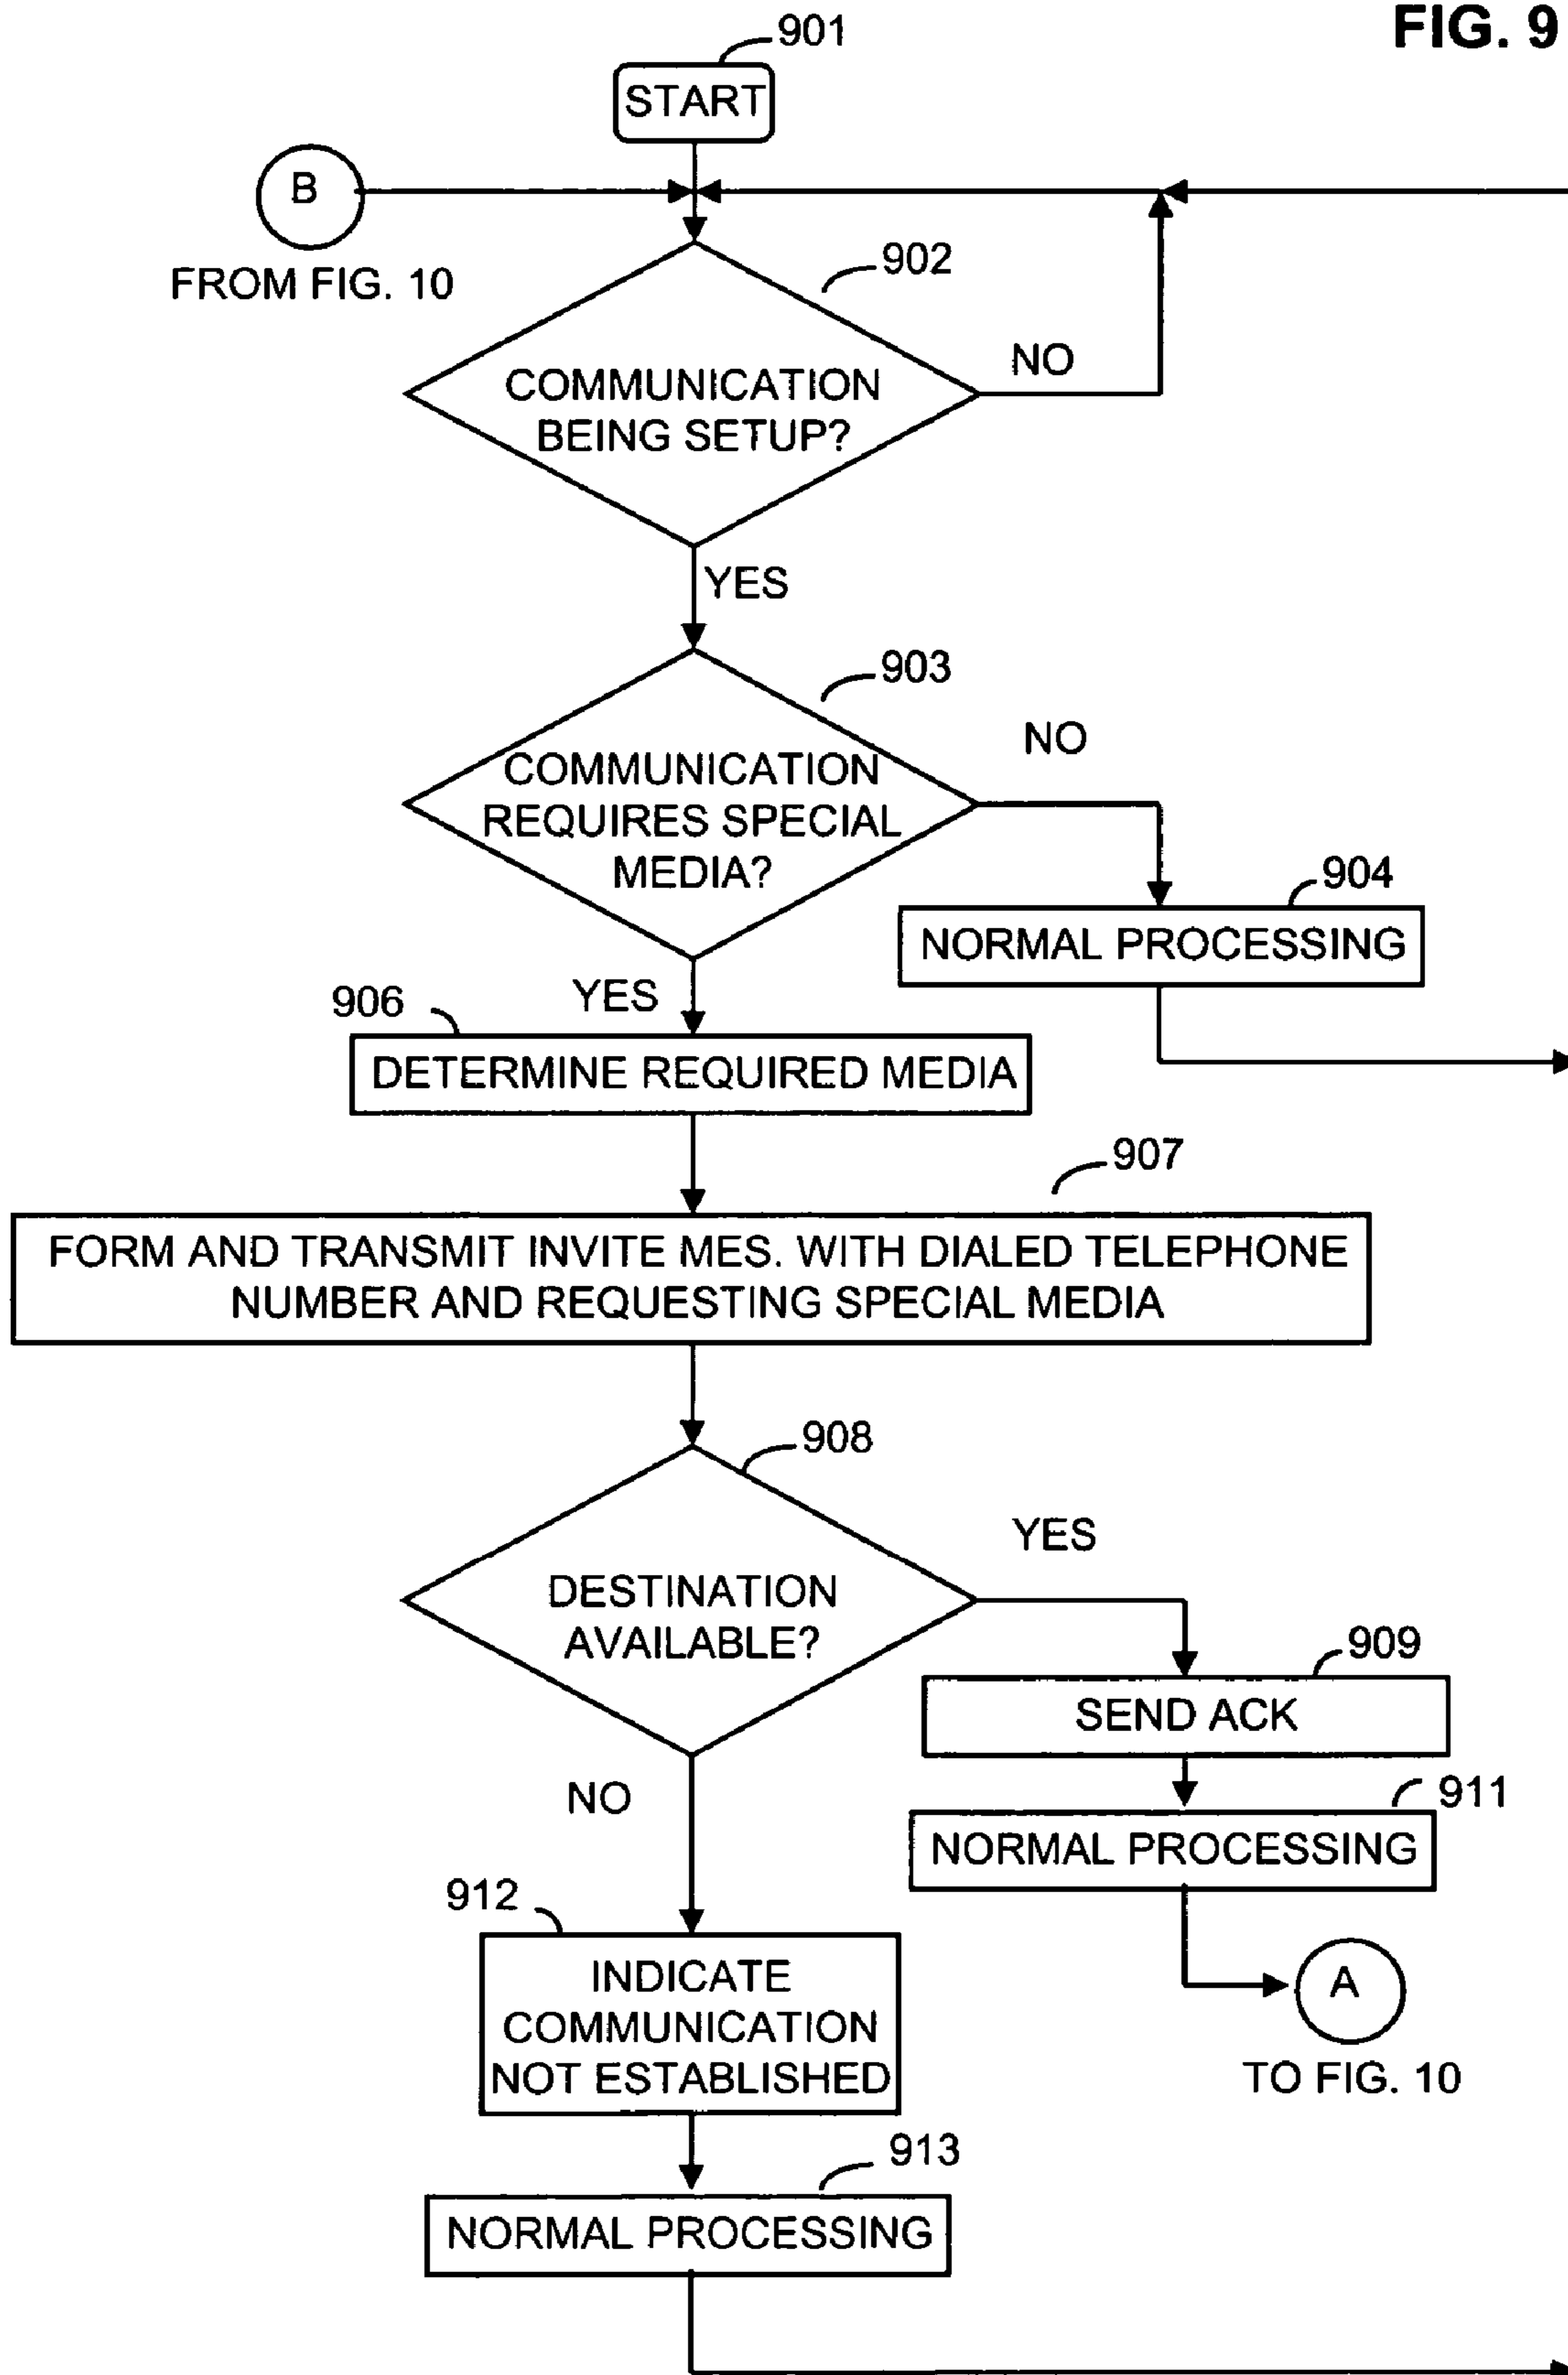 FIG. 9
901
START
B
FROM FIG. 10
902
COMMUNICATION
BEING SETUP?
NO
YES
903
COMMUNICATION
REQUIRES SPECIAL
MEDIA?
NO
904
NORMAL PROCESSING
YES
906
DETERMINE REQUIRED MEDIA
907
FORM AND TRANSMIT INVITE MES. WITH DIALED TELEPHONE
NUMBER AND REQUESTING SPECIAL MEDIA
908
DESTINATION
AVAILABLE?
YES
909
SEND ACK
911
NORMAL PROCESSING
A
TO FIG. 10
NO
912
INDICATE
COMMUNICATION
NOT ESTABLISHED
913
NORMAL PROCESSING